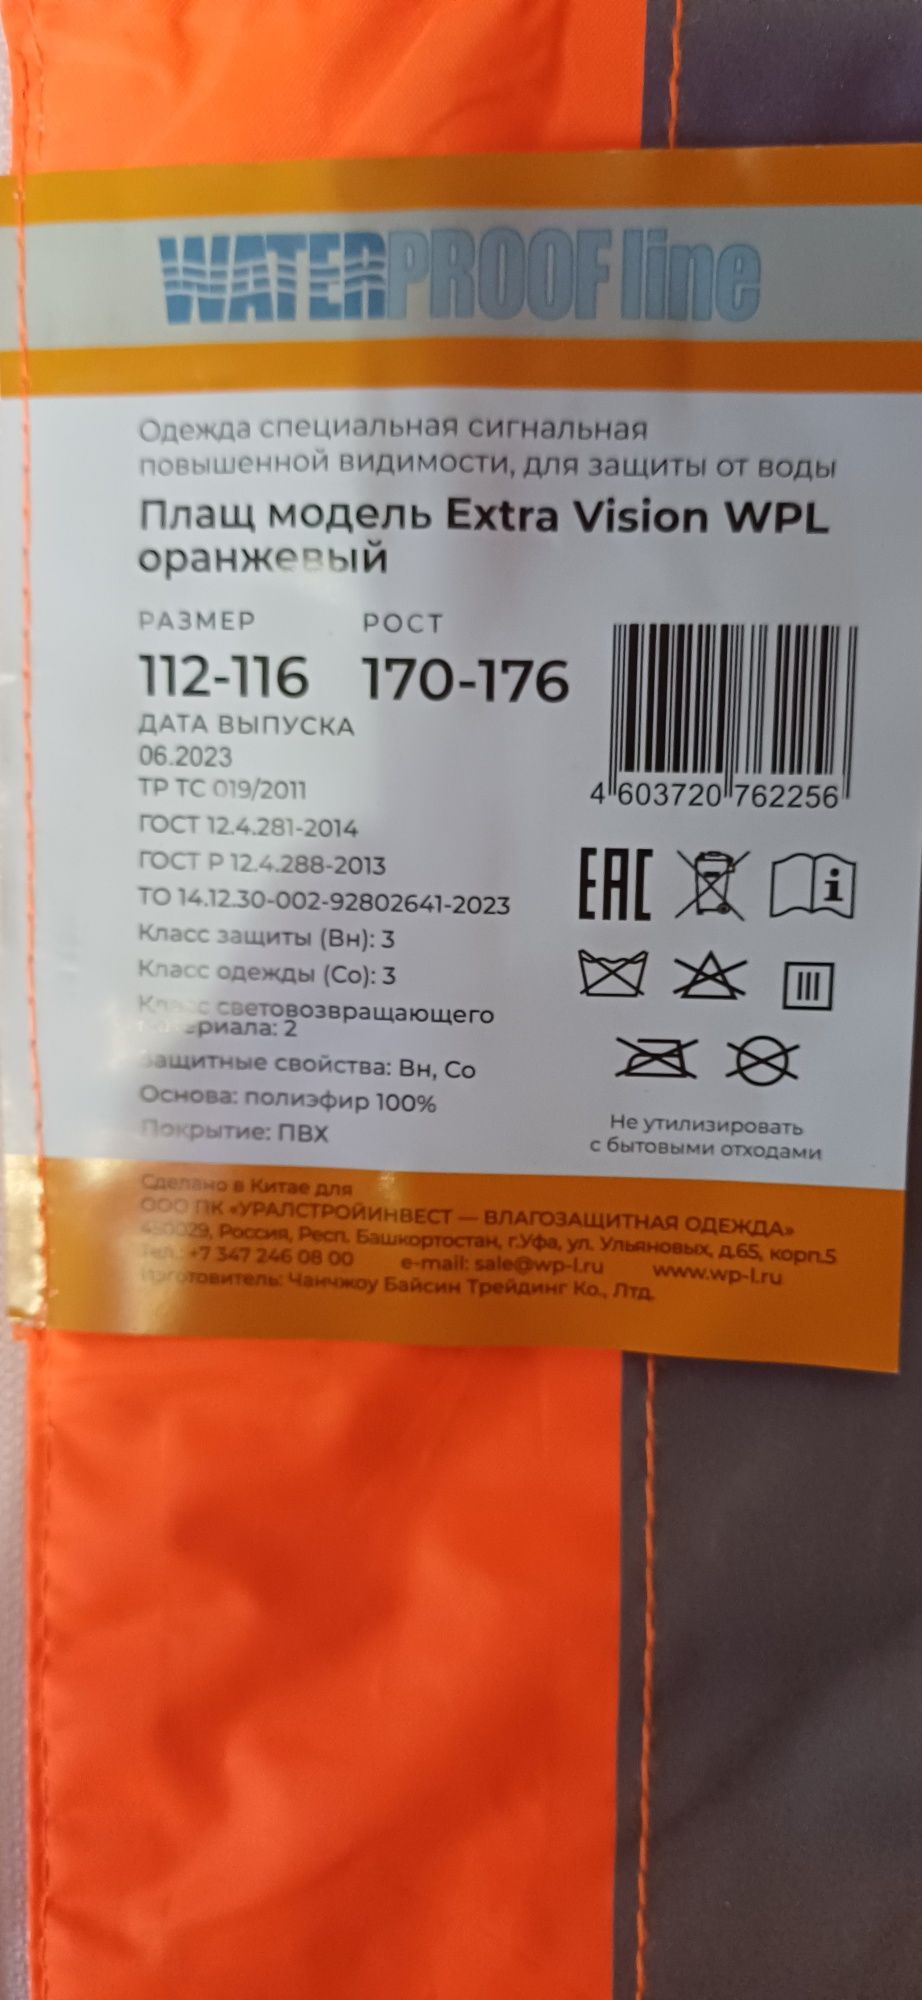 WATERPROOF line
Одежда специальная сигнальная
повышенной видимости, для защиты от воды
Плащ модель Extra Vision WPL
оранжевый
РАЗМЕР РОСТ
112-116 170-176
ДАТА ВЫПУСКА
06.2023
ТР ТС 019/2011
ГОСТ 12.4.281-2014
ГОСТ Р 12.4.288-2013
ТО 14.12.30-002-92802641-2023
Класс защиты (Вн): 3
Класс одежды (Со): 3
Класс световозвращающего
материала: 2
Защитные свойства: Вн, Со
Основа: полиэфир 100%
Покрытие: ПВХ
4 603720 762256
EAC
i
III
Не утилизировать
с бытовыми отходами
Сделано в Китае для
ООО ПК «УРАЛСТРОЙИНВЕСТ — ВЛАГОЗАЩИТНАЯ ОДЕЖДА»
450029, Россия, Респ. Башкортостан, г.Уфа, ул. Ульяновых, д.65, корп.5
Тел.: +7 347 246 08 00 e-mail: sale@wp-l.ru www.wp-l.ru
Изготовитель: Чанчжоу Байсин Трейдинг Ко., Лтд.